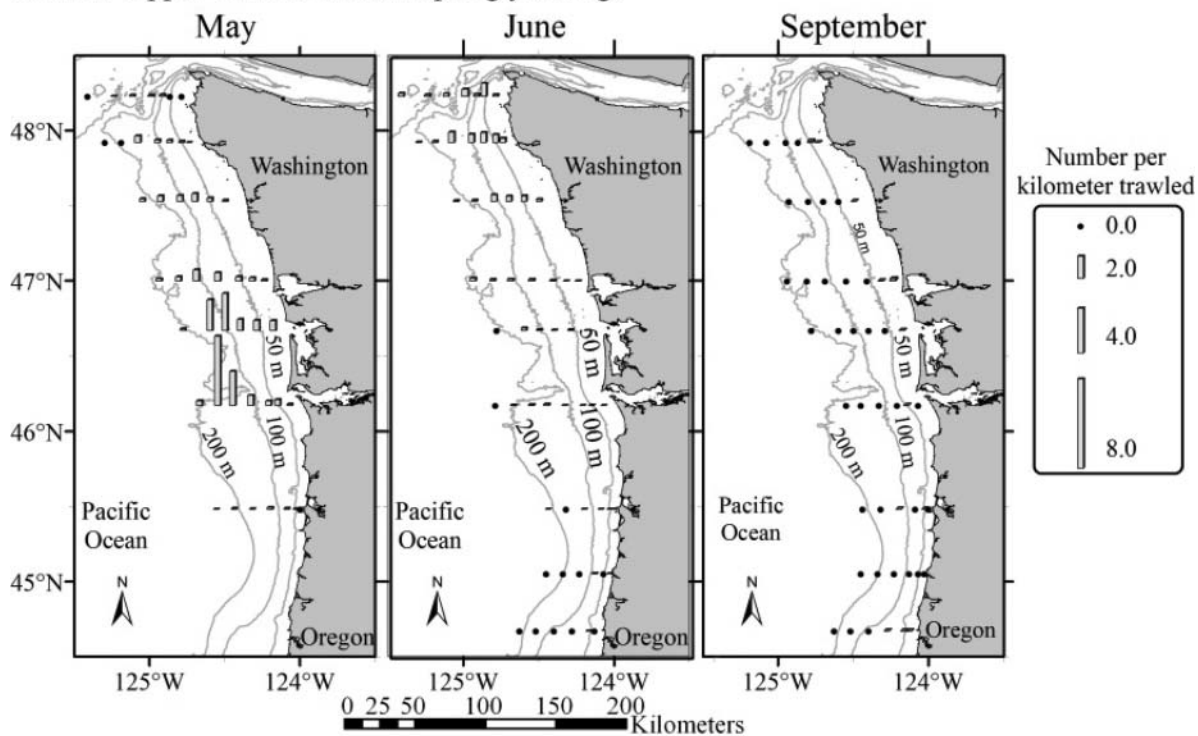 May June September
48°N
47°N
46°N
45°N
Washington
50 m
100 m
200 m
Pacific
Ocean
N
Oregon
125°W 124°W
Washington
50 m
100 m
200 m
Pacific
Ocean
N
Oregon
125°W 124°W
Washington
50 m
50 m
100 m
200 m
Pacific
Ocean
N
Oregon
125°W 124°W
Number per
kilometer trawled
0.0
2.0
4.0
8.0
0 25 50 100 150 200
Kilometers